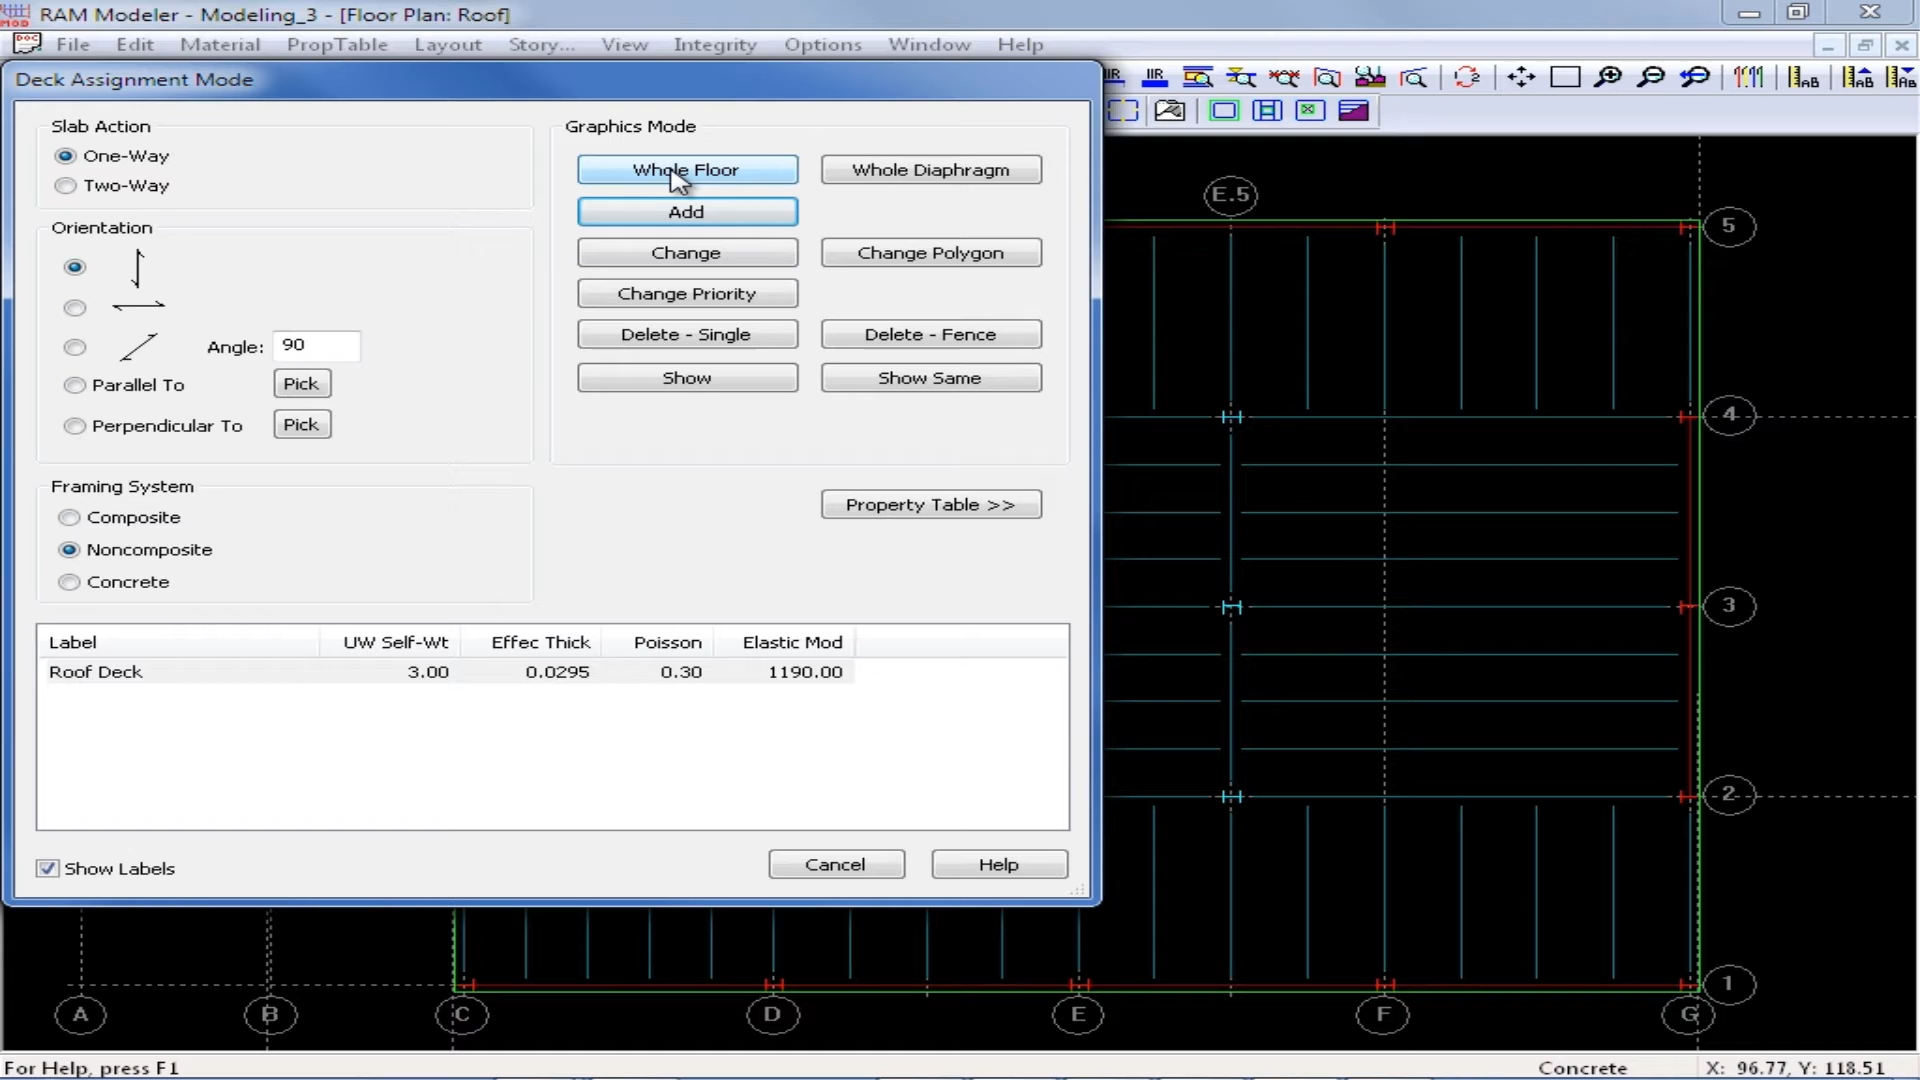 RAM Modeler - Modeling_3 - [Floor Plan: Roof]
File Edit Material PropTable Layout Story... View Integrity Options Window Help
Deck Assignment Mode
Slab Action
One-Way
Two-Way
Orientation
Angle: 90
Parallel To Pick
Perpendicular To Pick
Framing System
Composite
Noncomposite
Concrete
Graphics Mode
Whole Floor Whole Diaphragm
Add
Change Change Polygon
Change Priority
Delete - Single Delete - Fence
Show Show Same
Property Table >>
Label UW Self-Wt Effec Thick Poisson Elastic Mod
Roof Deck 3.00 0.0295 0.30 1190.00
Show Labels
Cancel Help
E.5
5
4
3
2
1
A B C D E F G
For Help, press F1
Concrete X: 96.77, Y: 118.51